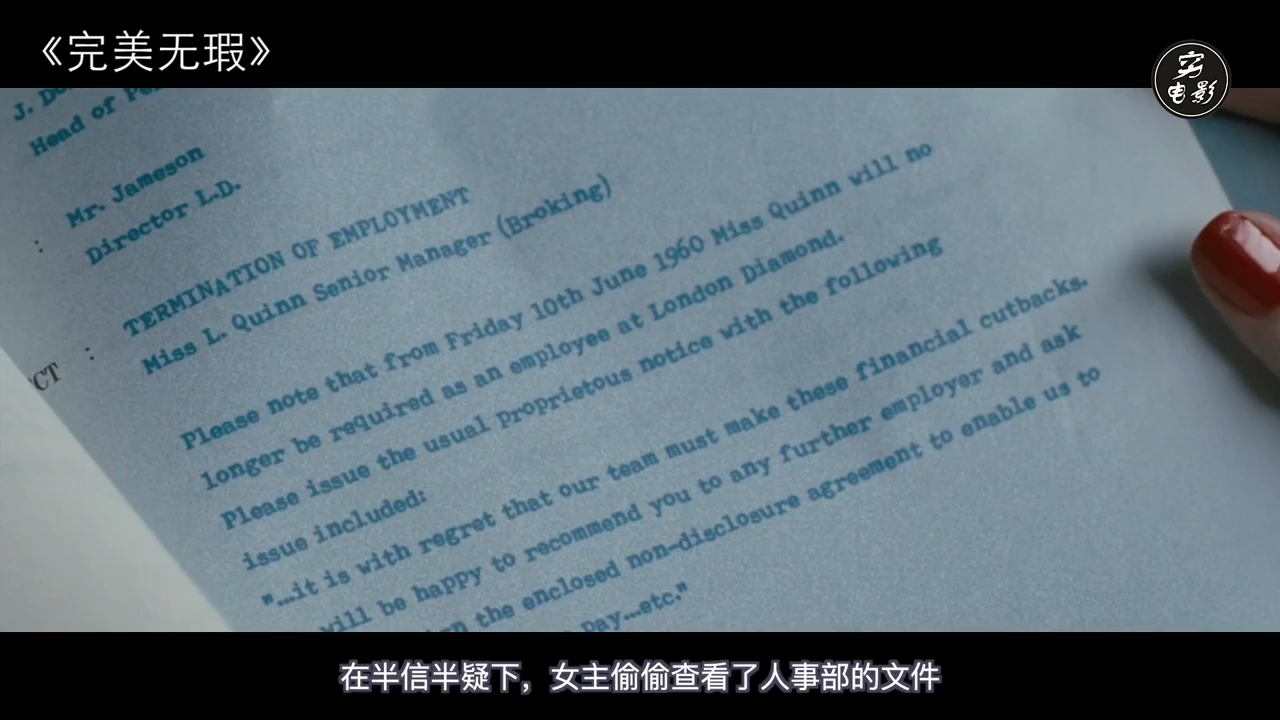 《完美无瑕》
穷
电影
J. Do
Head of Pe
Mr. Jameson
: Director L.D.
TERMINATION OF EMPLOYMENT
CT : Miss L. Quinn Senior Manager (Broking)
Please note that from Friday 10th June 1960 Miss Quinn will no
longer be required as an employee at London Diamond.
Please issue the usual proprietous notice with the following
issue included:
"...it is with regret that our team must make these financial cutbacks.
will be happy to recommend you to any further employer and ask
the enclosed non-disclosure agreement to enable us to
pay...etc."
在半信半疑下，女主偷偷查看了人事部的文件